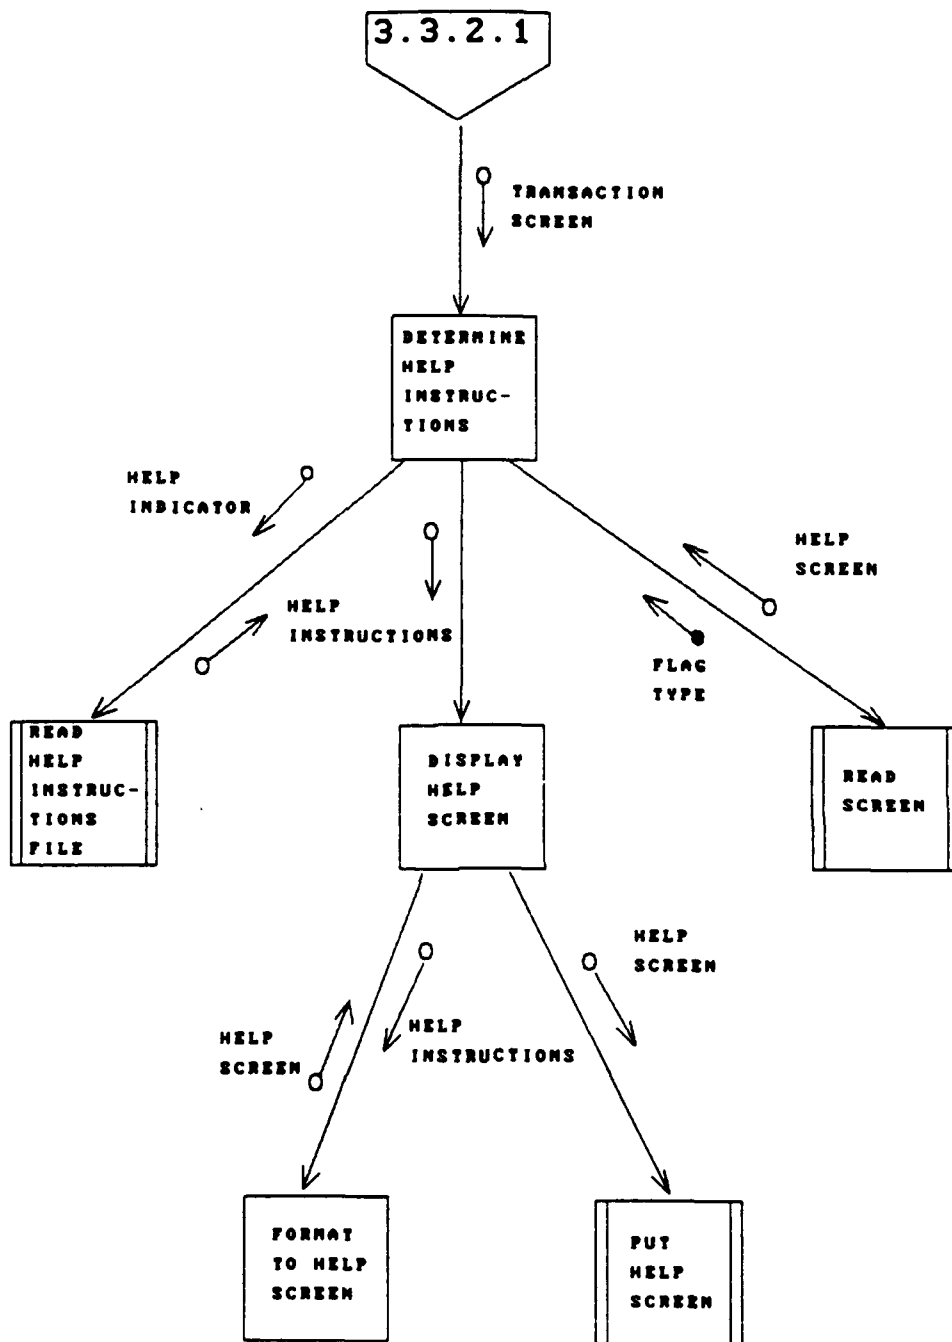 3.3.2.1
TRANSACTION
SCREEN
DETERMINE
HELP
INSTRUC-
TIONS
HELP
INDICATOR
HELP
INSTRUCTIONS
HELP
SCREEN
FLAG
TYPE
READ
HELP
INSTRUC-
TIONS
FILE
DISPLAY
HELP
SCREEN
READ
SCREEN
HELP
SCREEN
HELP
INSTRUCTIONS
HELP
SCREEN
FORMAT
TO HELP
SCREEN
PUT
HELP
SCREEN